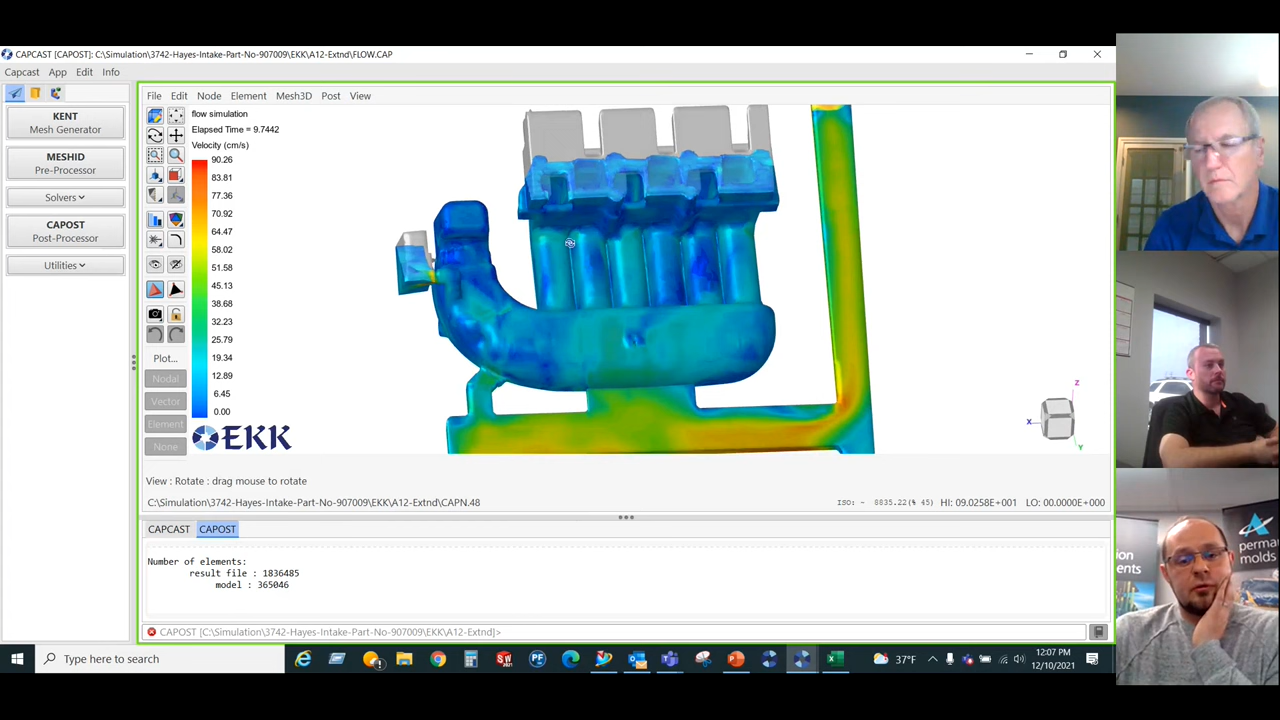 CAPCAST [CAPOST]: C:\Simulation\3742-Hayes-Intake-Part-No-907009\EKK\A12-Extnd\FLOW.CAP
Capcast App Edit Info
KENT
Mesh Generator
MESHID
Pre-Processor
Solvers
CAPOST
Post-Processor
Utilities
File Edit Node Element Mesh3D Post View
flow simulation
Elapsed Time = 9.7442
Velocity (cm/s)
90.26
83.81
77.36
70.92
64.47
58.02
51.58
45.13
38.68
32.23
25.79
19.34
12.89
6.45
0.00
Plot...
Nodal
Vector
Element
None
EKK
Z
X
Y
View : Rotate : drag mouse to rotate
C:\Simulation\3742-Hayes-Intake-Part-No-907009\EKK\A12-Extnd\CAPN.48
ISO: ~ 8835.22(% 45) HI: 09.0258E+001 LO: 00.0000E+000
CAPCAST CAPOST
Number of elements:
result file : 1836485
model : 365046
CAPOST [C:\Simulation\3742-Hayes-Intake-Part-No-907009\EKK\A12-Extnd]>
Type here to search
37°F
12:07 PM
12/10/2021
perma
molds